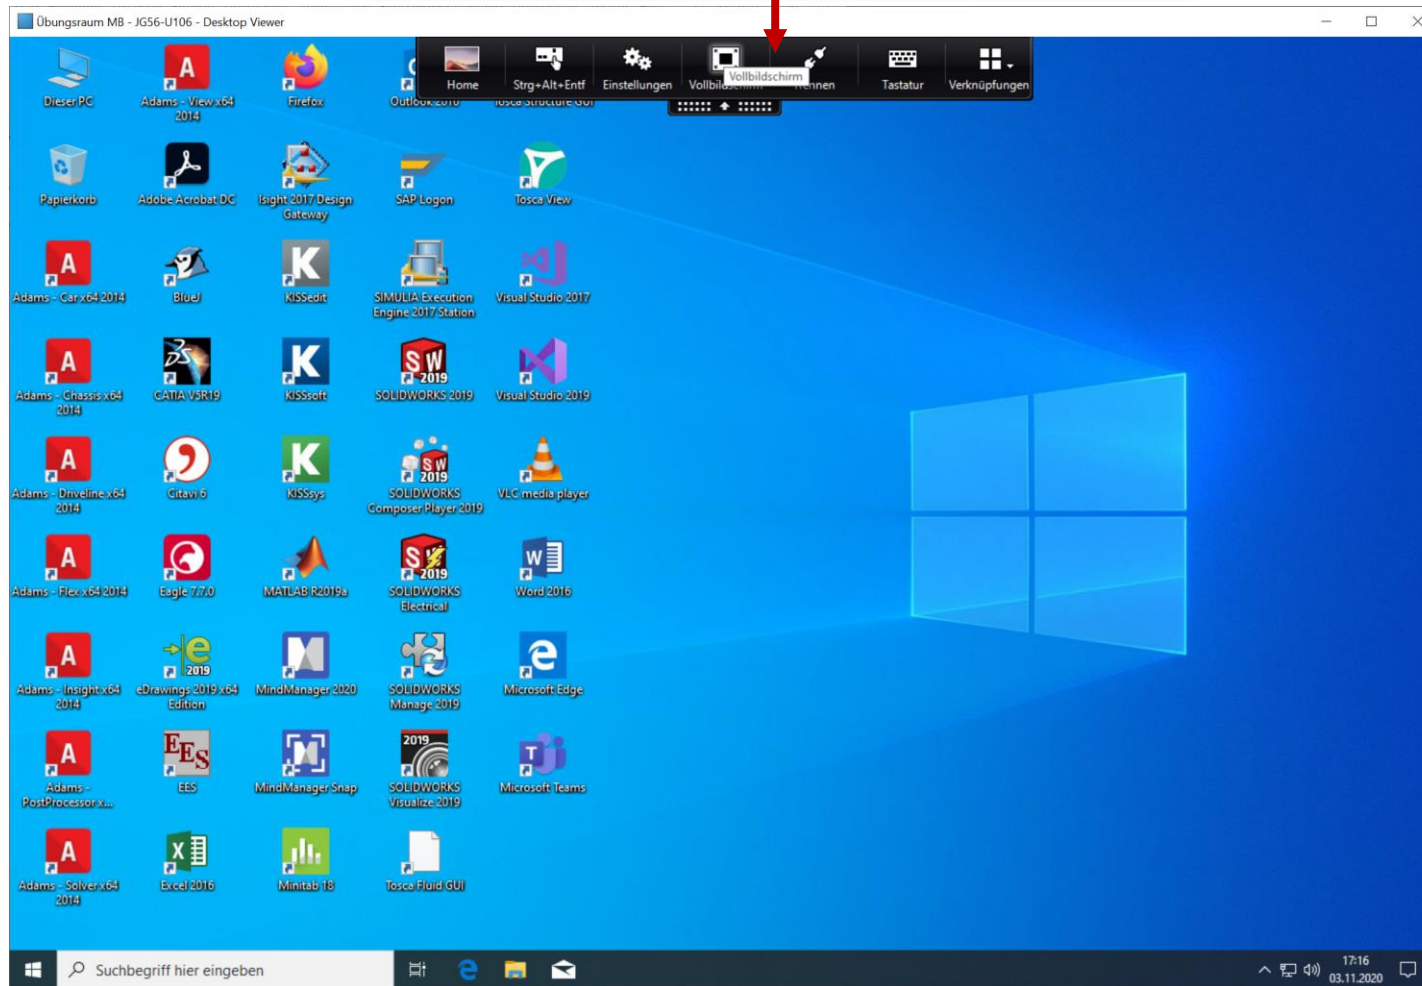 Übungsraum MB - JG56-U106 - Desktop Viewer
Home
Strg+Alt+Entf
Einstellungen
Vollbildschirm
Tastatur
Verknüpfungen
Vollbildschirm
Dieser PC
Adams - View x64
2014
Firefox
Outlook 2010
Tosca Structure GUI
Papierkorb
Adobe Acrobat DC
Isight 2017 Design
Gateway
SAP Logon
Tosca View
Adams - Car x64 2014
BlueJ
KISSedit
SIMULIA Execution
Engine 2017 Station
Visual Studio 2017
Adams - Chassis x64
2014
CATIA V5R19
KISSsoft
SOLIDWORKS 2019
Visual Studio 2019
Adams - Driveline x64
2014
Citavi 6
KISSsys
SOLIDWORKS
Composer Player 2019
VLC media player
Adams - Flex x64 2014
Eagle 7.7.0
MATLAB R2019a
SOLIDWORKS
Electrical
Word 2016
Adams - Insight x64
2014
eDrawings 2019 x64
Edition
MindManager 2020
SOLIDWORKS
Manage 2019
Microsoft Edge
Adams -
PostProcessor x...
EES
MindManager Snap
SOLIDWORKS
Visualize 2019
Microsoft Teams
Adams - Solver x64
2014
Excel 2016
Minitab 18
Tosca Fluid GUI
Suchbegriff hier eingeben
17:16
03.11.2020